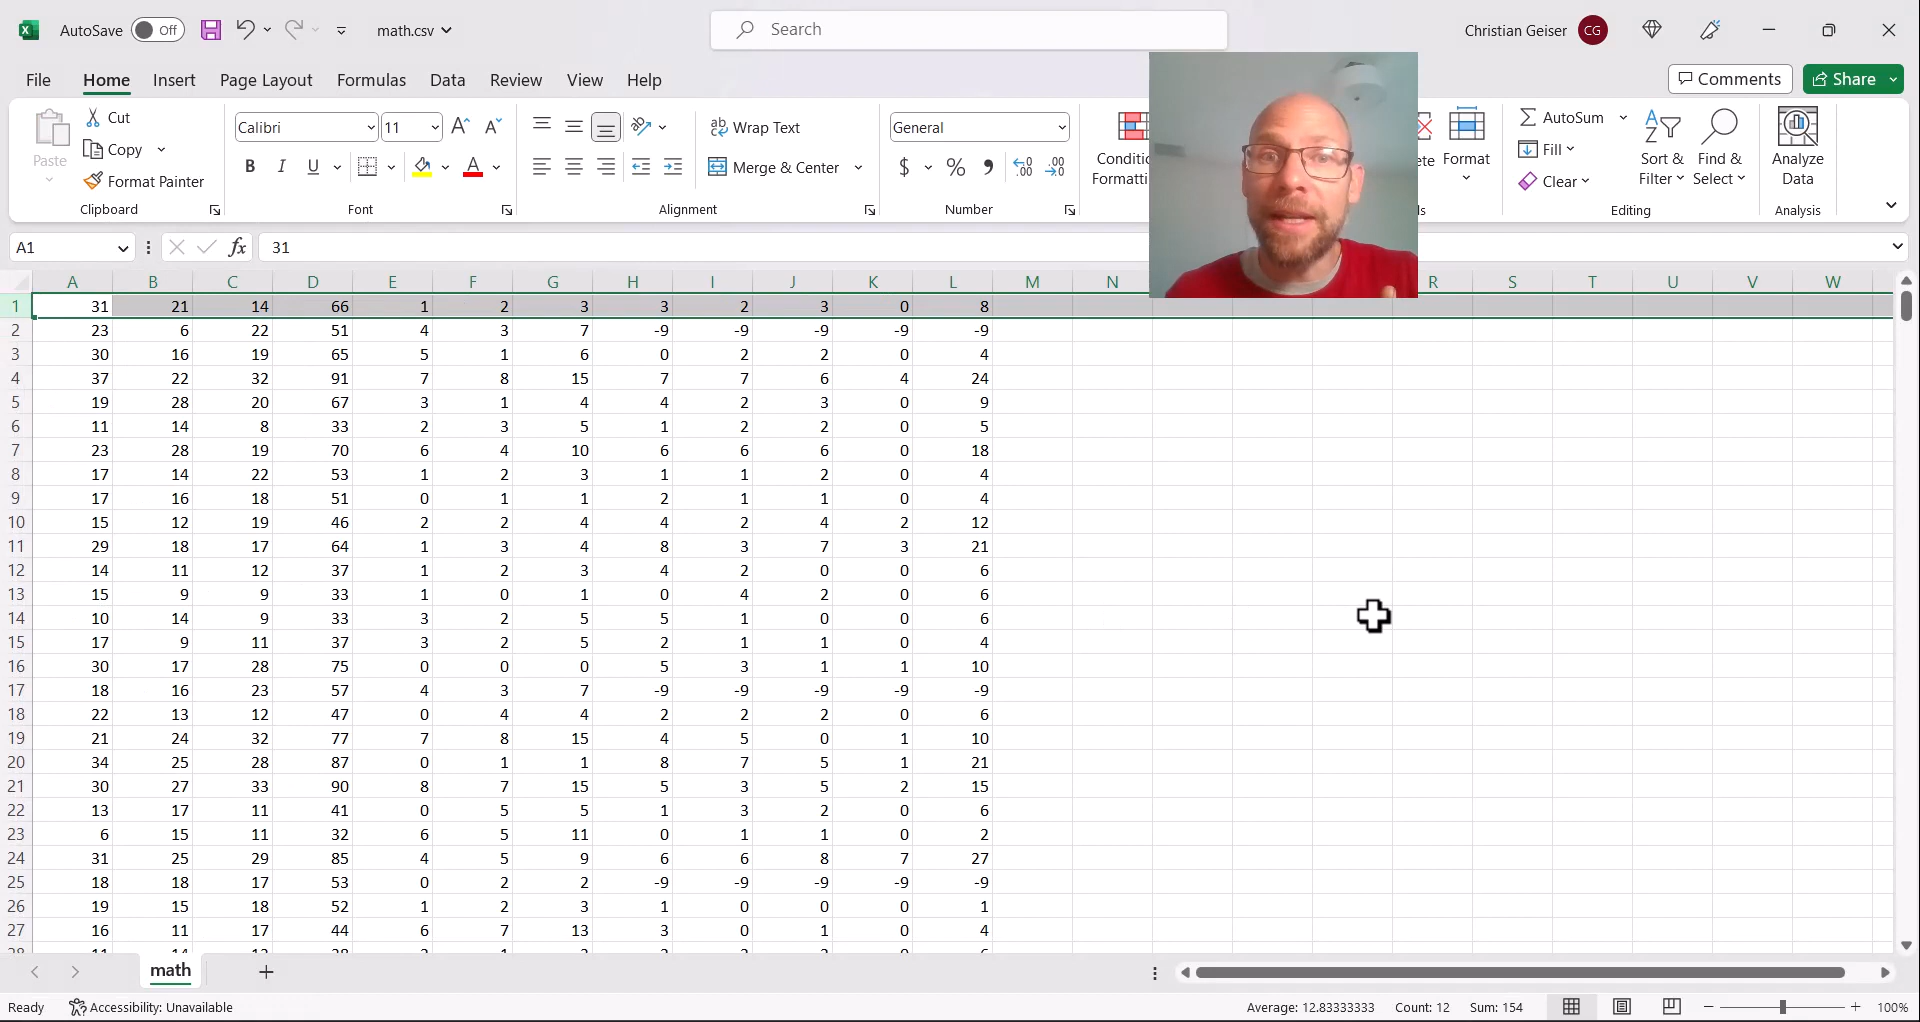 AutoSave Off math.csv Search Christian Geiser CG
File Home Insert Page Layout Formulas Data Review View Help Comments Share
Paste Cut Copy Format Painter Clipboard
Calibri 11 B I U A Font
ab Wrap Text Merge & Center Alignment
General $ % Number
Format
AutoSum Fill Clear Sort & Filter Find & Select Editing
Analyze Data Analysis
A1 fx 31
A B C D E F G H I J K L M N R S T U V W
1 31 21 14 66 1 2 3 3 2 3 0 8
2 23 6 22 51 4 3 7 -9 -9 -9 -9 -9
3 30 16 19 65 5 1 6 0 2 2 0 4
4 37 22 32 91 7 8 15 7 7 6 4 24
5 19 28 20 67 3 1 4 4 2 3 0 9
6 11 14 8 33 2 3 5 1 2 2 0 5
7 23 28 19 70 6 4 10 6 6 6 0 18
8 17 14 22 53 1 2 3 1 1 2 0 4
9 17 16 18 51 0 1 1 2 1 1 0 4
10 15 12 19 46 2 2 4 4 2 4 2 12
11 29 18 17 64 1 3 4 8 3 7 3 21
12 14 11 12 37 1 2 3 4 2 0 0 6
13 15 9 9 33 1 0 1 0 4 2 0 6
14 10 14 9 33 3 2 5 5 1 0 0 6
15 17 9 11 37 3 2 5 2 1 1 0 4
16 30 17 28 75 0 0 0 5 3 1 1 10
17 18 16 23 57 4 3 7 -9 -9 -9 -9 -9
18 22 13 12 47 0 4 4 2 2 2 0 6
19 21 24 32 77 7 8 15 4 5 0 1 10
20 34 25 28 87 0 1 1 8 7 5 1 21
21 30 27 33 90 8 7 15 5 3 5 2 15
22 13 17 11 41 0 5 5 1 3 2 0 6
23 6 15 11 32 6 5 11 0 1 1 0 2
24 31 25 29 85 4 5 9 6 6 8 7 27
25 18 18 17 53 0 2 2 -9 -9 -9 -9 -9
26 19 15 18 52 1 2 3 1 0 0 0 1
27 16 11 17 44 6 7 13 3 0 1 0 4
math
Ready Accessibility: Unavailable Average: 12.83333333 Count: 12 Sum: 154 100%